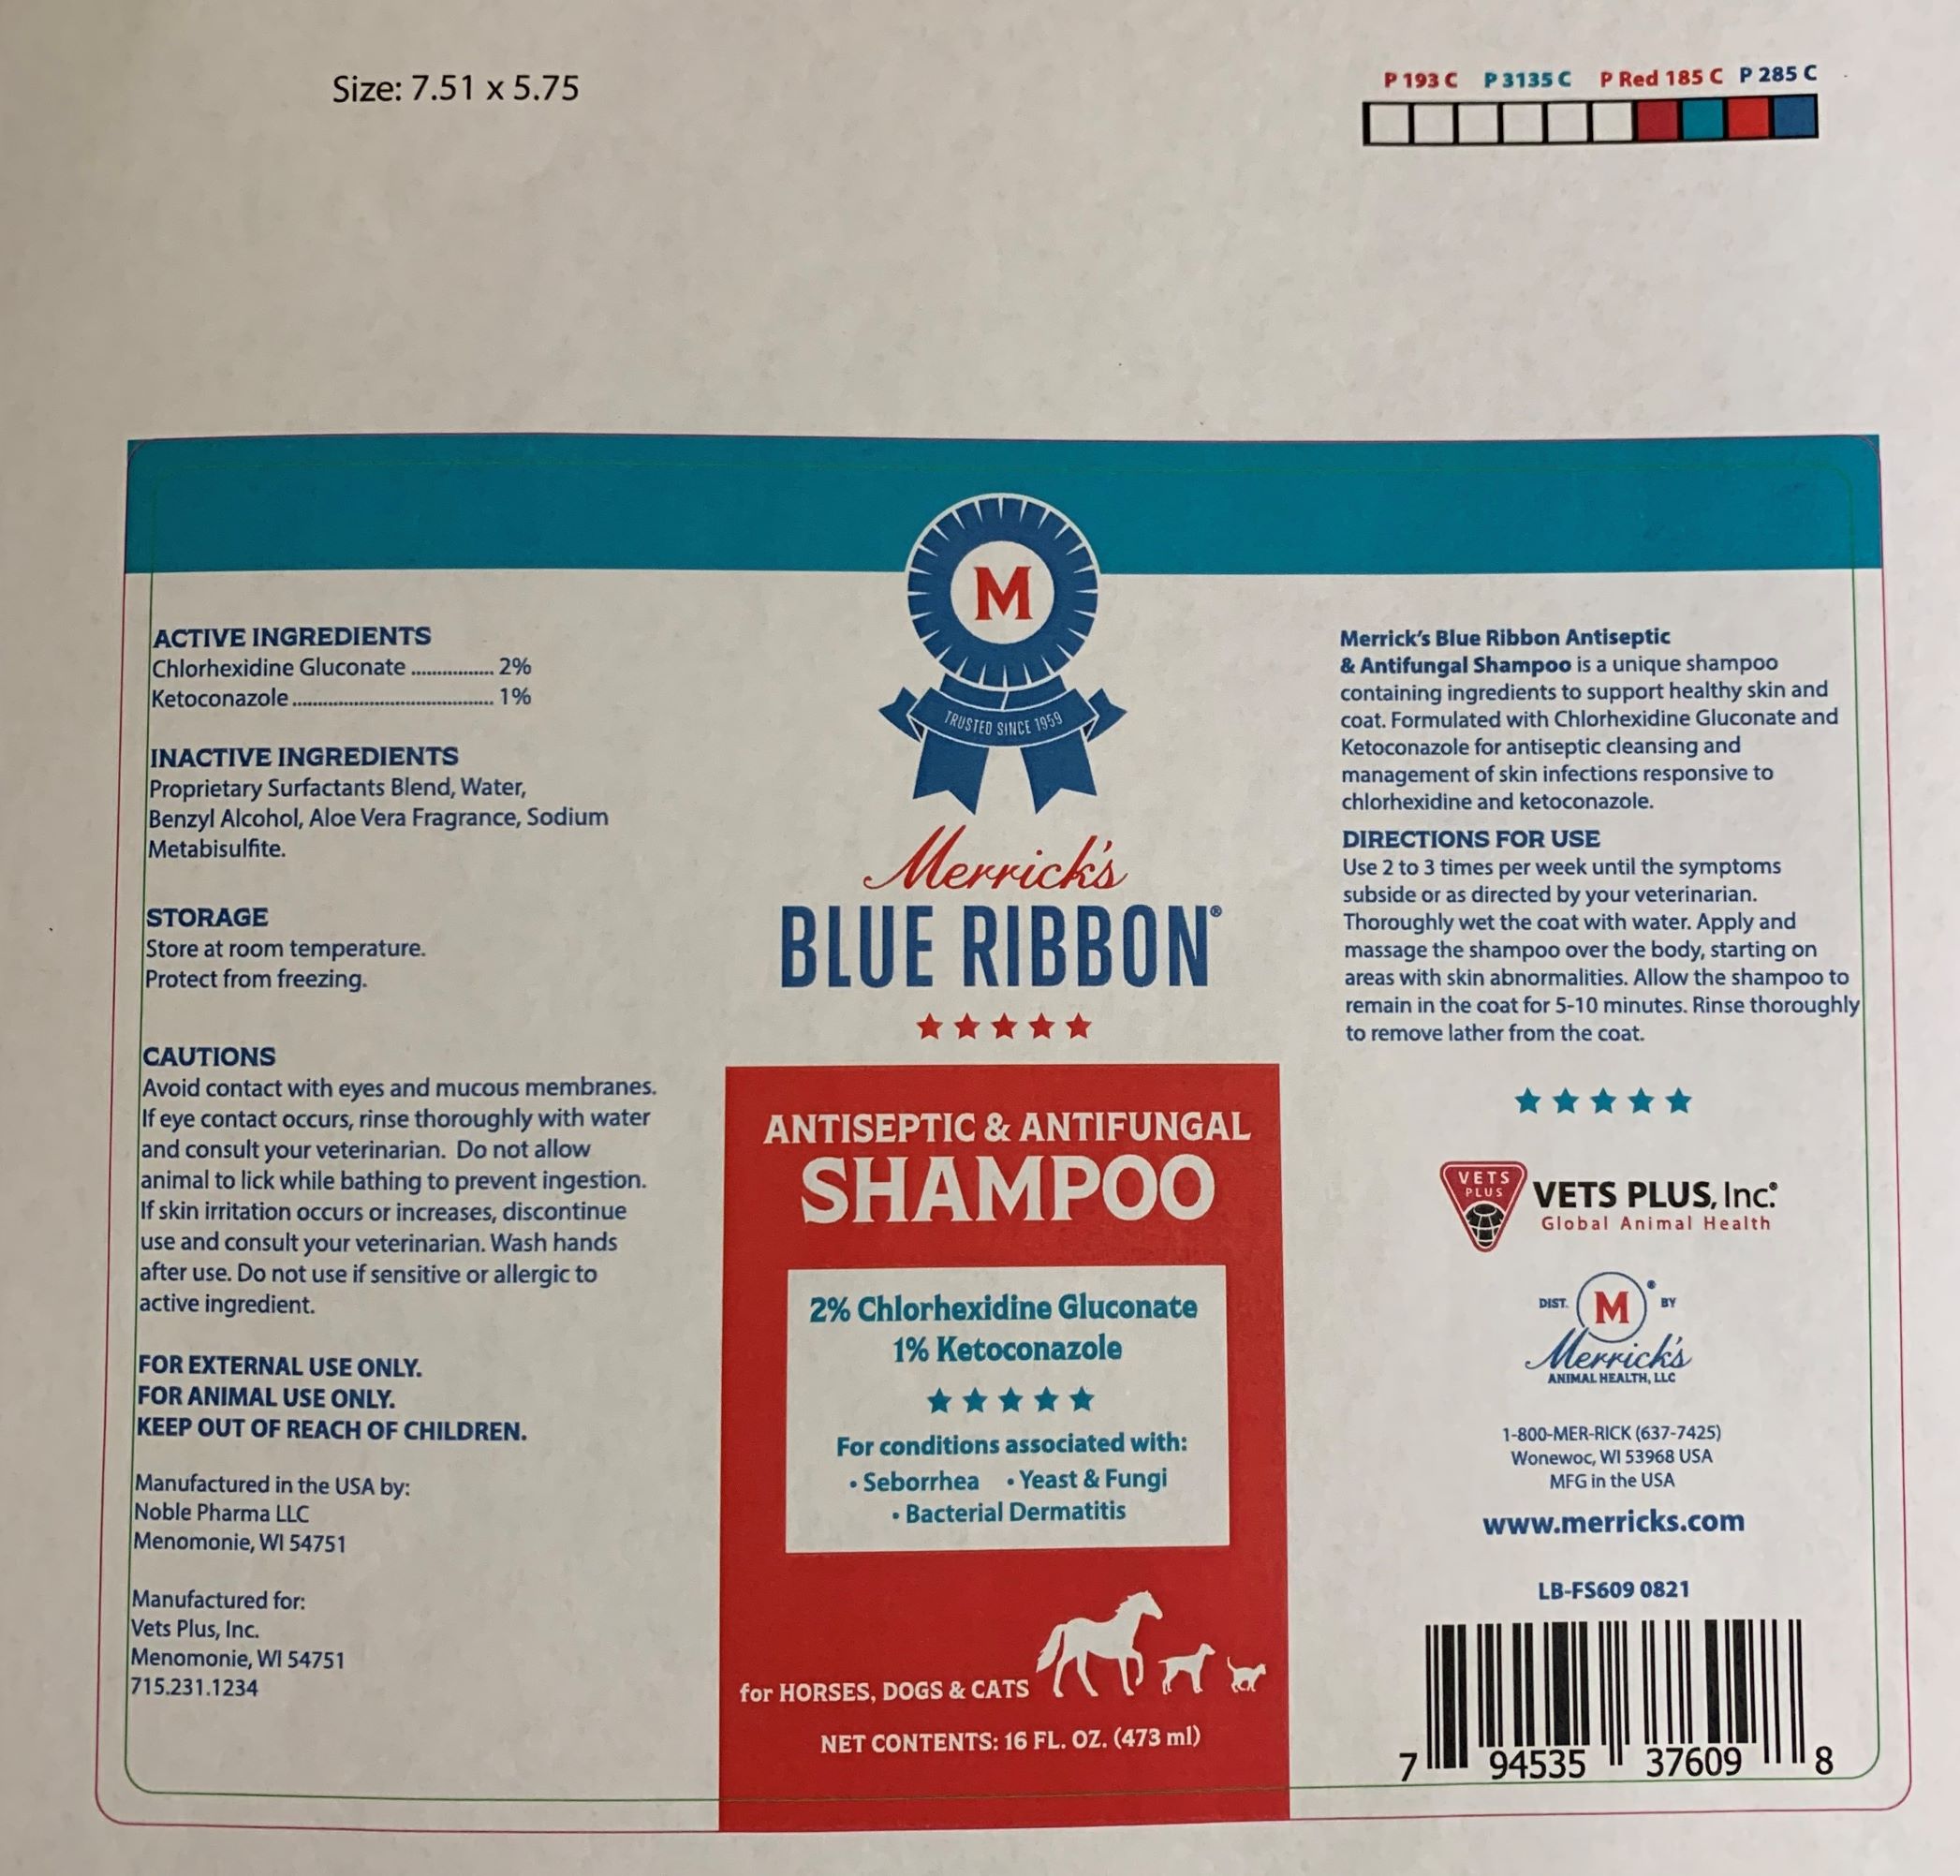 Size: 7.51 x 5.75
P 193 C P 3135 C P Red 185 C P 285 C
ACTIVE INGREDIENTS
Chlorhexidine Gluconate ................ 2%
Ketoconazole ........................................ 1%
INACTIVE INGREDIENTS
Proprietary Surfactants Blend, Water,
Benzyl Alcohol, Aloe Vera Fragrance, Sodium
Metabisulfite.
STORAGE
Store at room temperature.
Protect from freezing.
CAUTIONS
Avoid contact with eyes and mucous membranes.
If eye contact occurs, rinse thoroughly with water
and consult your veterinarian. Do not allow
animal to lick while bathing to prevent ingestion.
If skin irritation occurs or increases, discontinue
use and consult your veterinarian. Wash hands
after use. Do not use if sensitive or allergic to
active ingredient.
FOR EXTERNAL USE ONLY.
FOR ANIMAL USE ONLY.
KEEP OUT OF REACH OF CHILDREN.
Manufactured in the USA by:
Noble Pharma LLC
Menomonie, WI 54751
Manufactured for:
Vets Plus, Inc.
Menomonie, WI 54751
715.231.1234
M
TRUSTED SINCE 1959
Merrick's
BLUE RIBBON®
ANTISEPTIC & ANTIFUNGAL
SHAMPOO
2% Chlorhexidine Gluconate
1% Ketoconazole
For conditions associated with:
• Seborrhea • Yeast & Fungi
• Bacterial Dermatitis
for HORSES, DOGS & CATS
NET CONTENTS: 16 FL. OZ. (473 ml)
Merrick's Blue Ribbon Antiseptic
& Antifungal Shampoo is a unique shampoo
containing ingredients to support healthy skin and
coat. Formulated with Chlorhexidine Gluconate and
Ketoconazole for antiseptic cleansing and
management of skin infections responsive to
chlorhexidine and ketoconazole.
DIRECTIONS FOR USE
Use 2 to 3 times per week until the symptoms
subside or as directed by your veterinarian.
Thoroughly wet the coat with water. Apply and
massage the shampoo over the body, starting on
areas with skin abnormalities. Allow the shampoo to
remain in the coat for 5-10 minutes. Rinse thoroughly
to remove lather from the coat.
VETS
PLUS
VETS PLUS, Inc.®
Global Animal Health
DIST. M® BY
Merrick's
ANIMAL HEALTH, LLC
1-800-MER-RICK (637-7425)
Wonewoc, WI 53968 USA
MFG in the USA
www.merricks.com
LB-FS609 0821
7 94535 37609 8